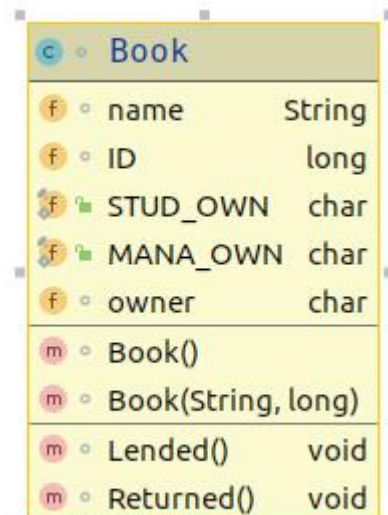 Book
name String
ID long
STUD_OWN char
MANA_OWN char
owner char
Book()
Book(String, long)
Lended() void
Returned() void